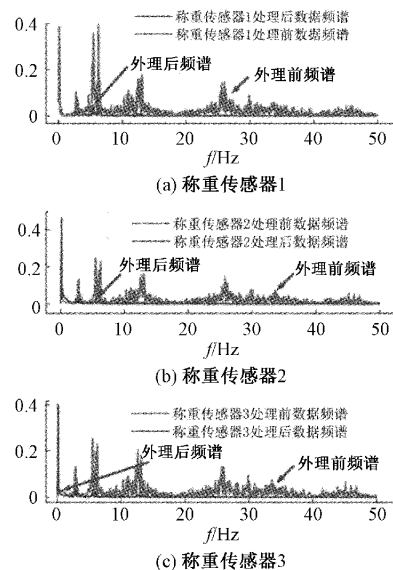 0.4
称重传感器1处理后数据频谱
称重传感器1处理前数据频谱
外理后频谱
外理前频谱
0.2
0
0 10 20 30 40 50
f/Hz
(a) 称重传感器1
0.4
称重传感器2处理前数据频谱
称重传感器2处理后数据频谱
外理后频谱
外理前频谱
0.2
0
0 10 20 30 40 50
f/Hz
(b) 称重传感器2
0.4
称重传感器3处理前数据频谱
称重传感器3处理后数据频谱
外理后频谱
外理前频谱
0.2
0
0 10 20 30 40 50
f/Hz
(c) 称重传感器3